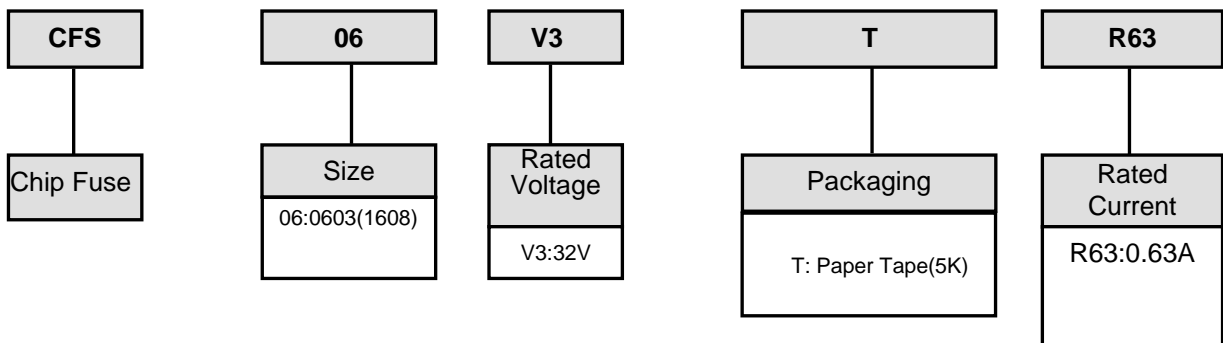 CFS
06
V3
T
R63
Chip Fuse
Size
06:0603(1608)
Rated
Voltage
V3:32V
Packaging
T: Paper Tape(5K)
Rated
Current
R63:0.63A